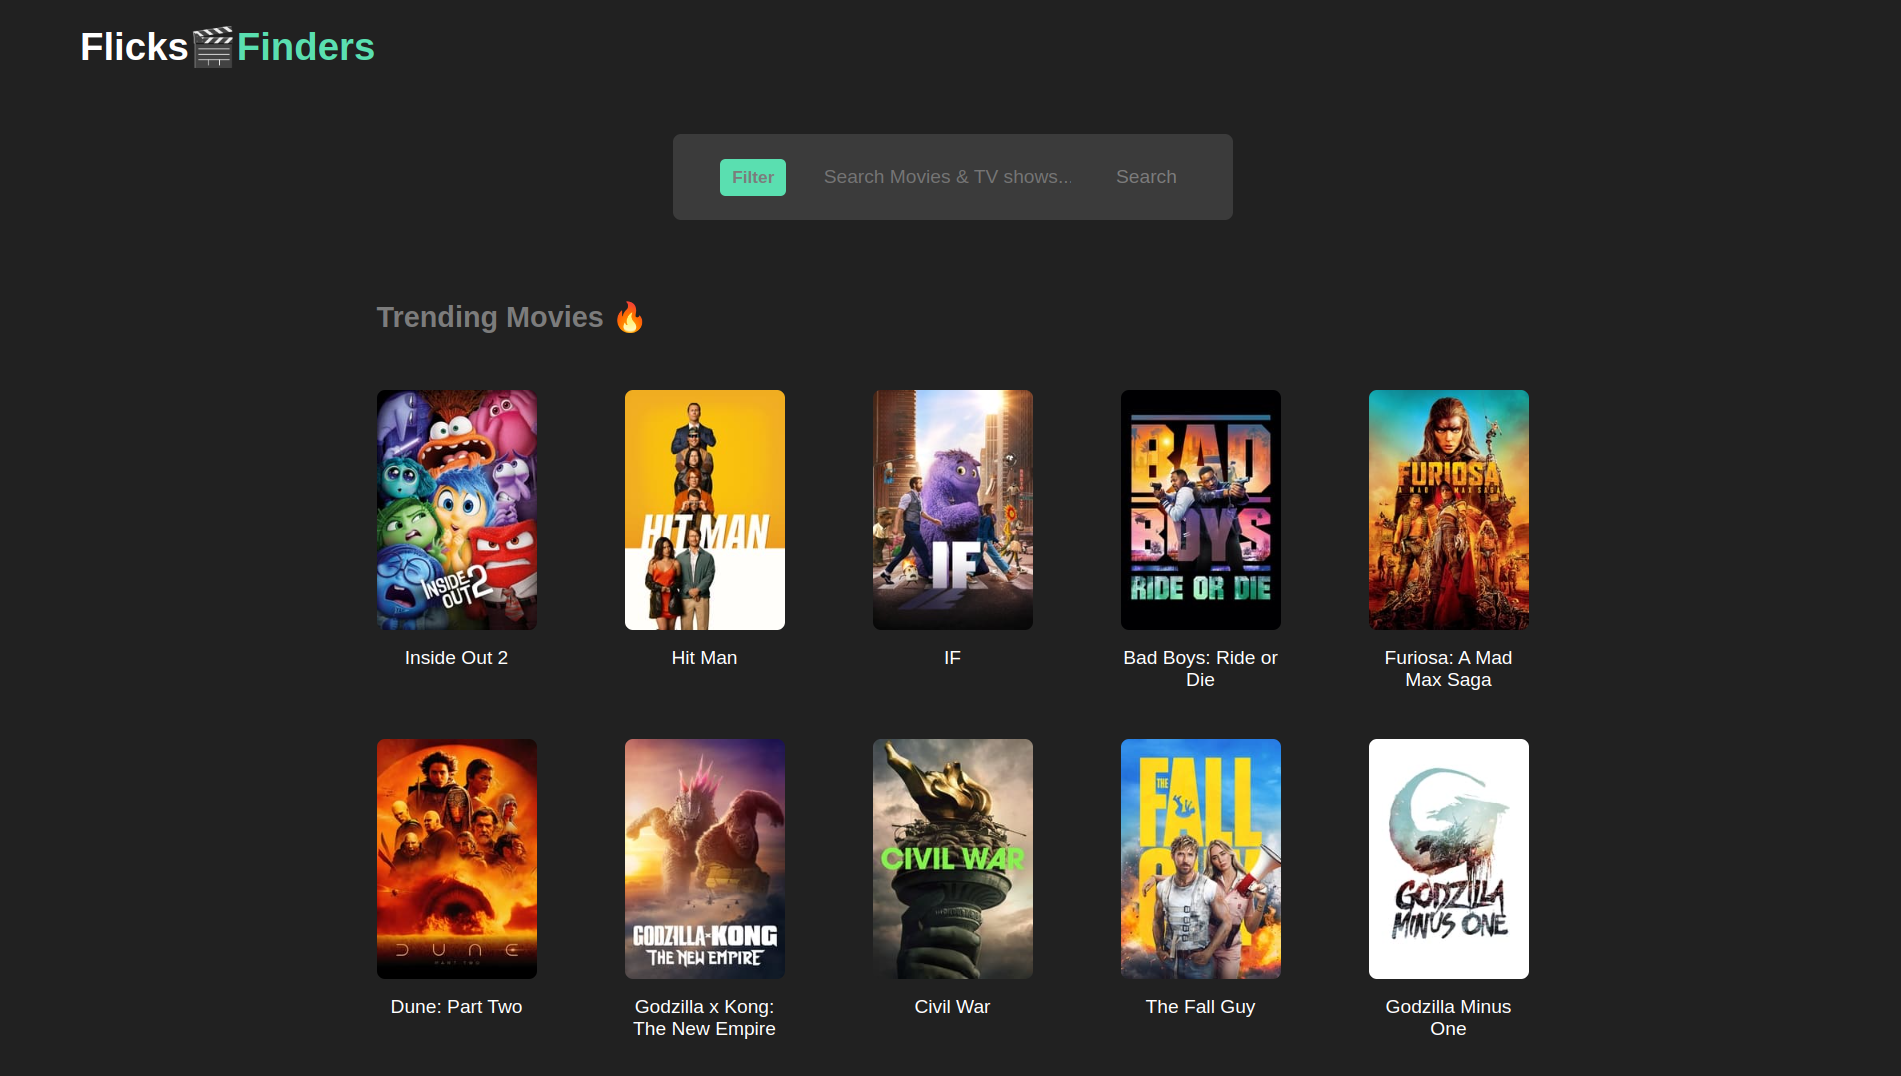 Flicks🎬Finders
Filter
Search Movies & TV shows...
Search
Trending Movies 🔥
INSIDE OUT 2
HIT MAN
IF
BAD BOYS
RIDE OR DIE
FURIOSA
A MAD MAX SAGA
Inside Out 2
Hit Man
IF
Bad Boys: Ride or
Die
Furiosa: A Mad
Max Saga
DUNE
PART TWO
GODZILLA x KONG
THE NEW EMPIRE
CIVIL WAR
THE FALL GUY
GODZILLA
MINUS ONE
Dune: Part Two
Godzilla x Kong:
The New Empire
Civil War
The Fall Guy
Godzilla Minus
One